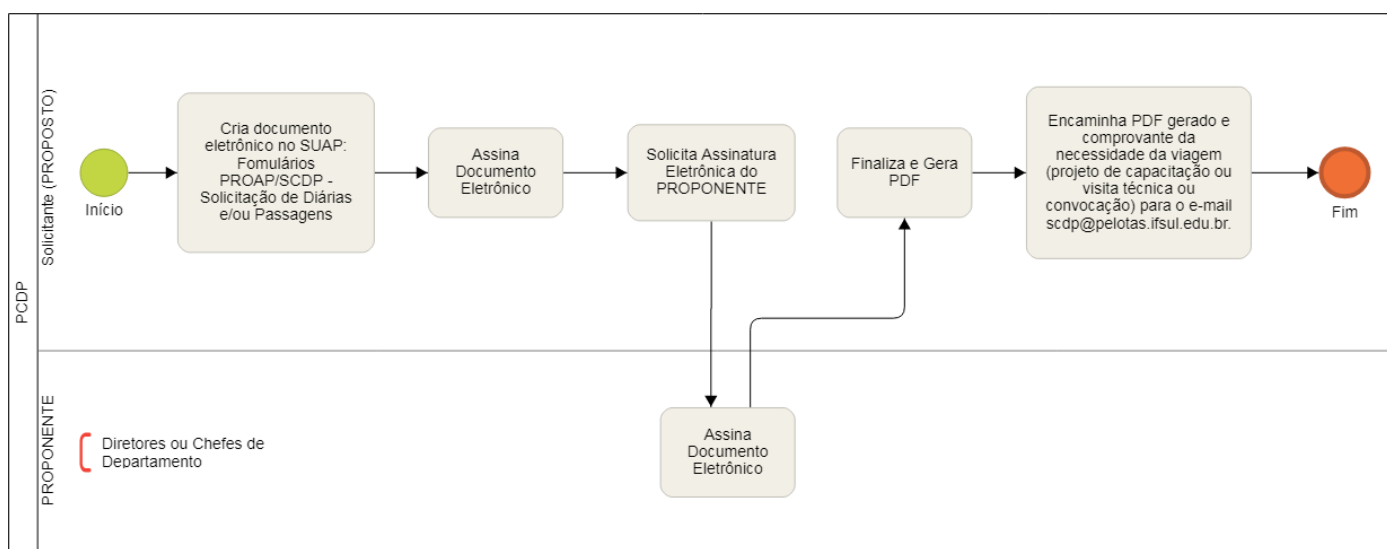 PCDP
Solicitante (PROPOSTO)
Início
Cria documento
eletrônico no SUAP:
Fomulários
PROAP/SCDP -
Solicitação de Diárias
e/ou Passagens
Assina
Documento
Eletrônico
Solicita Assinatura
Eletrônica do
PROPONENTE
Finaliza e Gera
PDF
Encaminha PDF gerado e
comprovante da
necessidade da viagem
(projeto de capacitação ou
visita técnica ou
convocação) para o e-mail
scdp@pelotas.ifsul.edu.br.
Fim
PROPONENTE
Diretores ou Chefes de
Departamento
Assina
Documento
Eletrônico